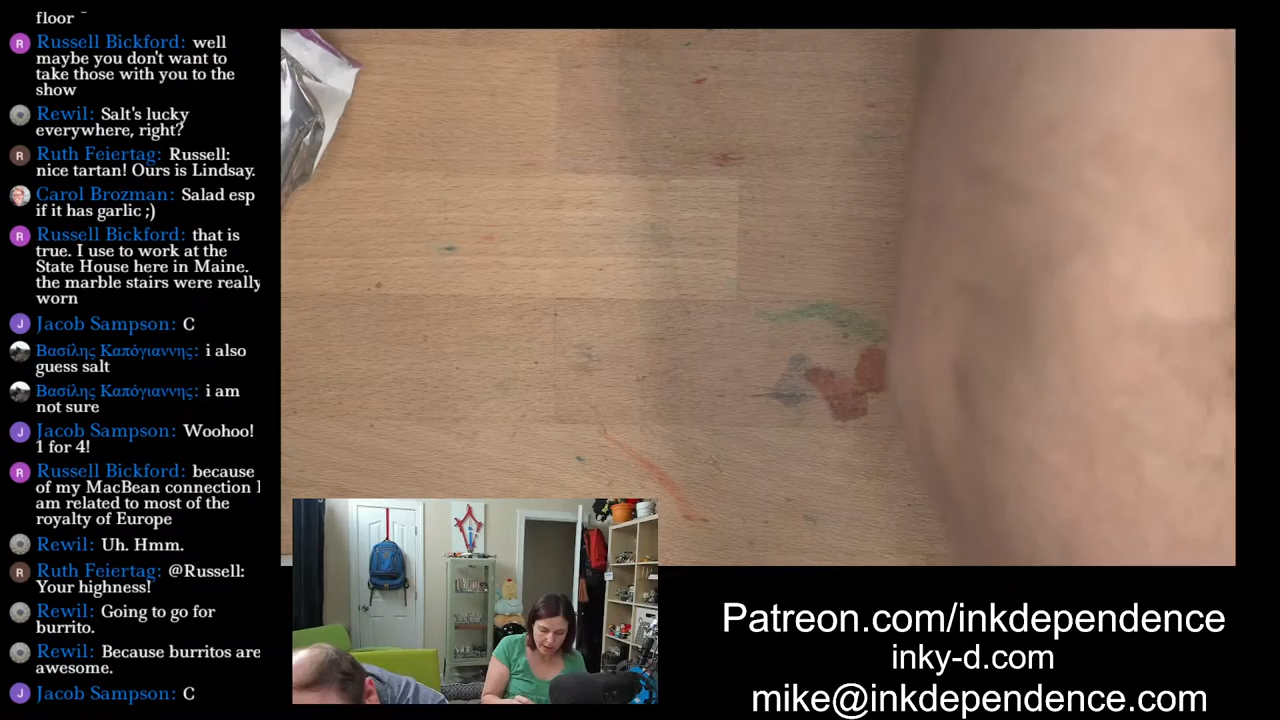 floor ~
Russell Bickford: well
maybe you don't want to
take those with you to the
show
Rewil: Salt's lucky
everywhere, right?
Ruth Feiertag: Russell:
nice tartan! Ours is Lindsay.
Carol Brozman: Salad esp
if it has garlic ;)
Russell Bickford: that is
true. I use to work at the
State House here in Maine.
the marble stairs were really
worn
Jacob Sampson: C
Βασίλης Καπόγιαννης: i also
guess salt
Βασίλης Καπόγιαννης: i am
not sure
Jacob Sampson: Woohoo!
1 for 4!
Russell Bickford: because
of my MacBean connection I
am related to most of the
royalty of Europe
Rewil: Uh. Hmm.
Ruth Feiertag: @Russell:
Your highness!
Rewil: Going to go for
burrito.
Rewil: Because burritos are
awesome.
Jacob Sampson: C
Patreon.com/inkdependence
inky-d.com
mike@inkdependence.com